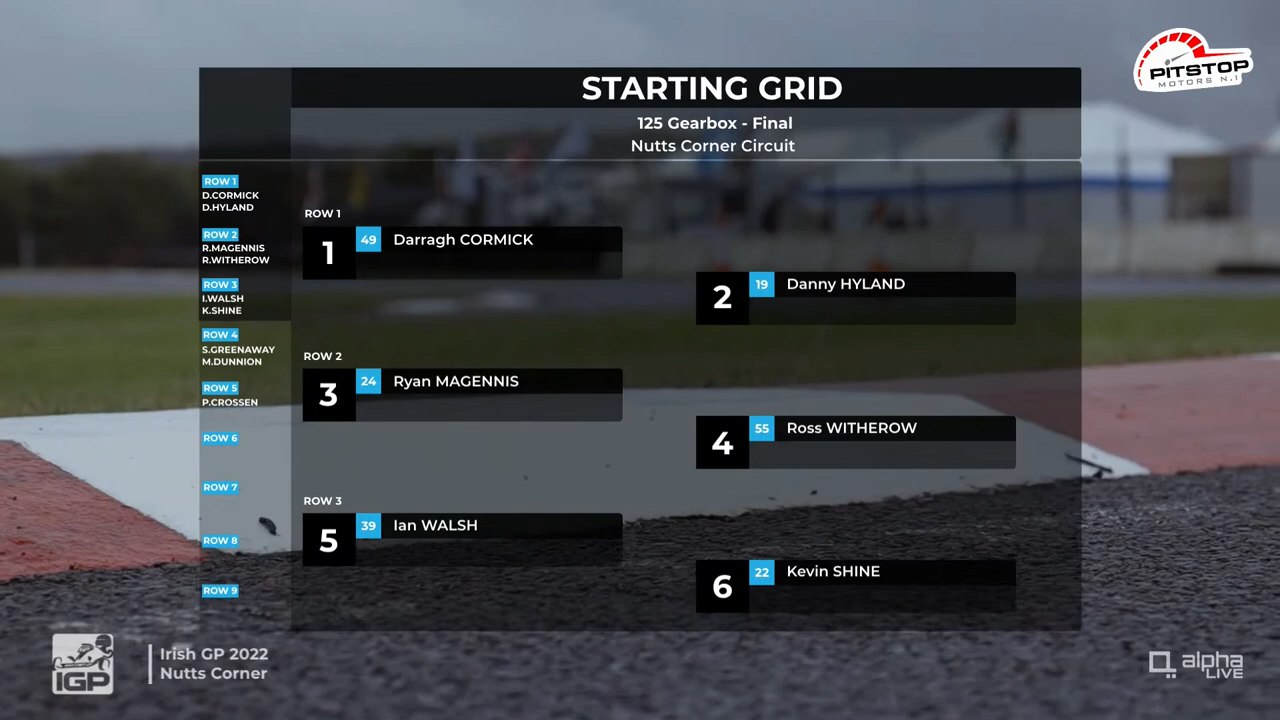 PITSTOP
MOTORS N.I
STARTING GRID
125 Gearbox - Final
Nutts Corner Circuit
ROW 1
D.CORMICK
D.HYLAND
ROW 2
R.MAGENNIS
R.WITHEROW
ROW 3
I.WALSH
K.SHINE
ROW 4
S.GREENAWAY
M.DUNNION
ROW 5
P.CROSSEN
ROW 6
ROW 7
ROW 8
ROW 9
ROW 1
1 49 Darragh CORMICK
2 19 Danny HYLAND
ROW 2
3 24 Ryan MAGENNIS
4 55 Ross WITHEROW
ROW 3
5 39 Ian WALSH
6 22 Kevin SHINE
IGP
Irish GP 2022
Nutts Corner
alpha
LIVE